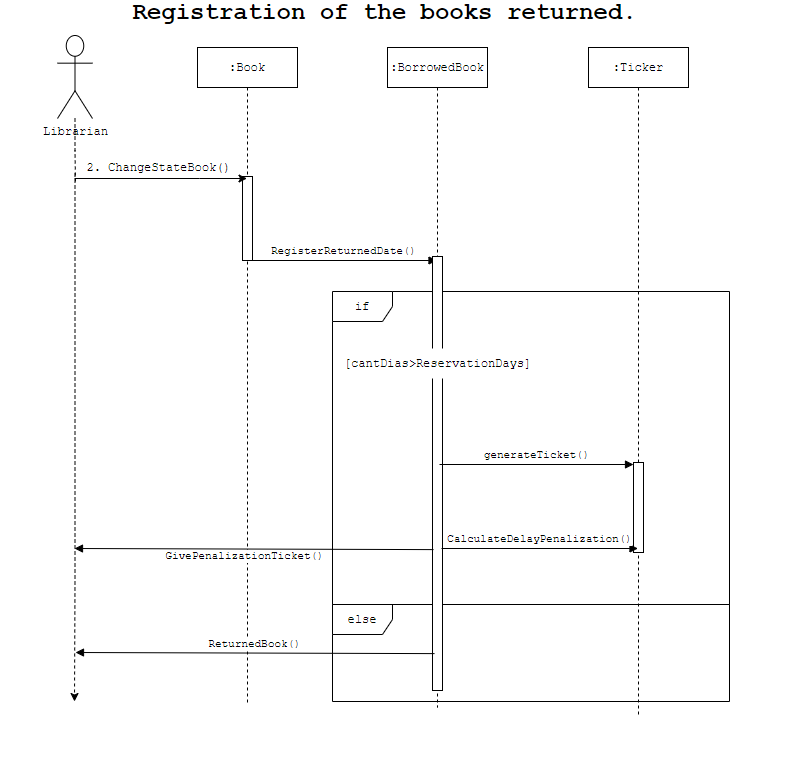 Registration of the books returned.
:Book
:BorrowedBook
:Ticker
Librarian
2. ChangeStateBook()
RegisterReturnedDate()
if
[cantDias>ReservationDays]
generateTicket()
CalculateDelayPenalization()
GivePenalizationTicket()
else
ReturnedBook()